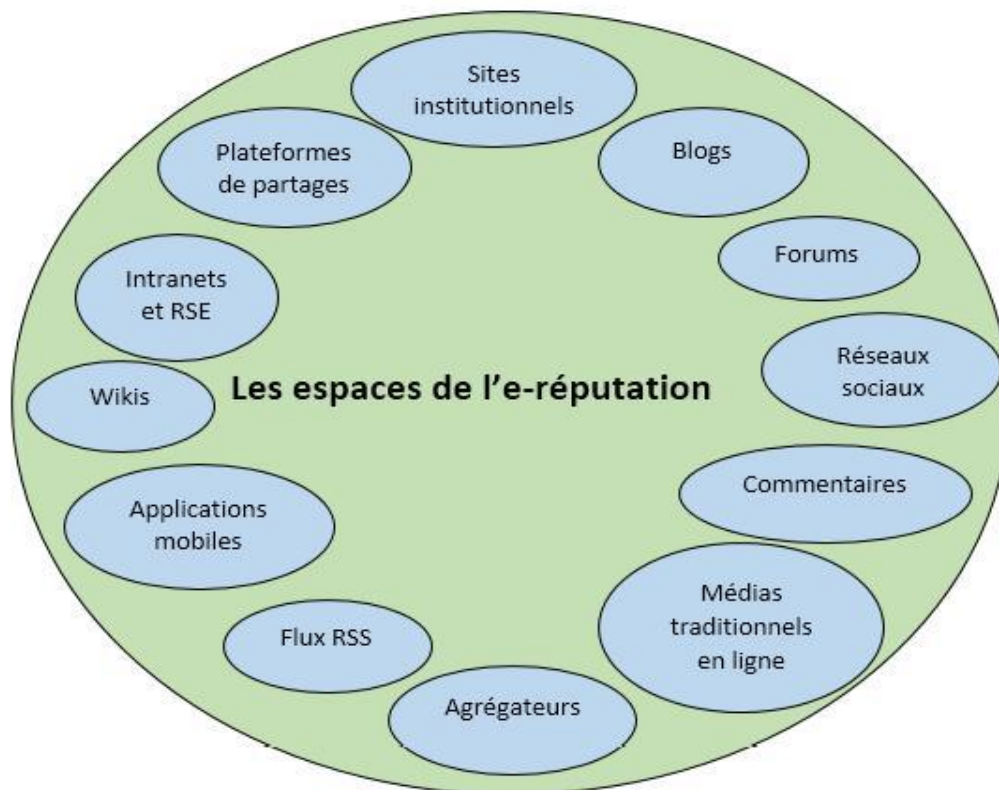 Sites
institutionnels
Blogs
Forums
Réseaux
sociaux
Commentaires
Médias
traditionnels
en ligne
Agrégateurs
Flux RSS
Applications
mobiles
Wikis
Intranets
et RSE
Plateformes
de partages
Les espaces de l’e-réputation